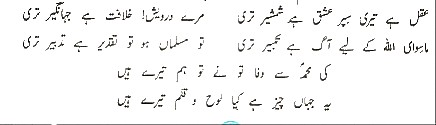 عقل ہے تیری سپر عشق ہے شمشیر تری مرے درویش! خلافت ہے جہانگیر تری
ماسوی اللہ کے لیے آگ ہے تکبیر تری تو مسلماں ہو تو تقدیر ہے تدبیر تری
کی محمدؐ سے وفا تو نے تو ہم تیرے ہیں
یہ جہاں چیز ہے کیا لوح و قلم تیرے ہیں